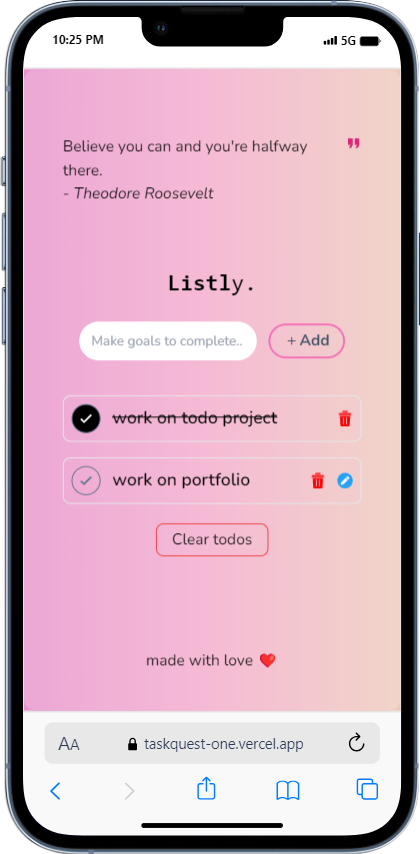 10:25 PM
5G
Believe you can and you're halfway
there.
- Theodore Roosevelt
Listly.
Make goals to complete..
+ Add
work on todo project
work on portfolio
Clear todos
made with love ❤️
AA
taskquest-one.vercel.app